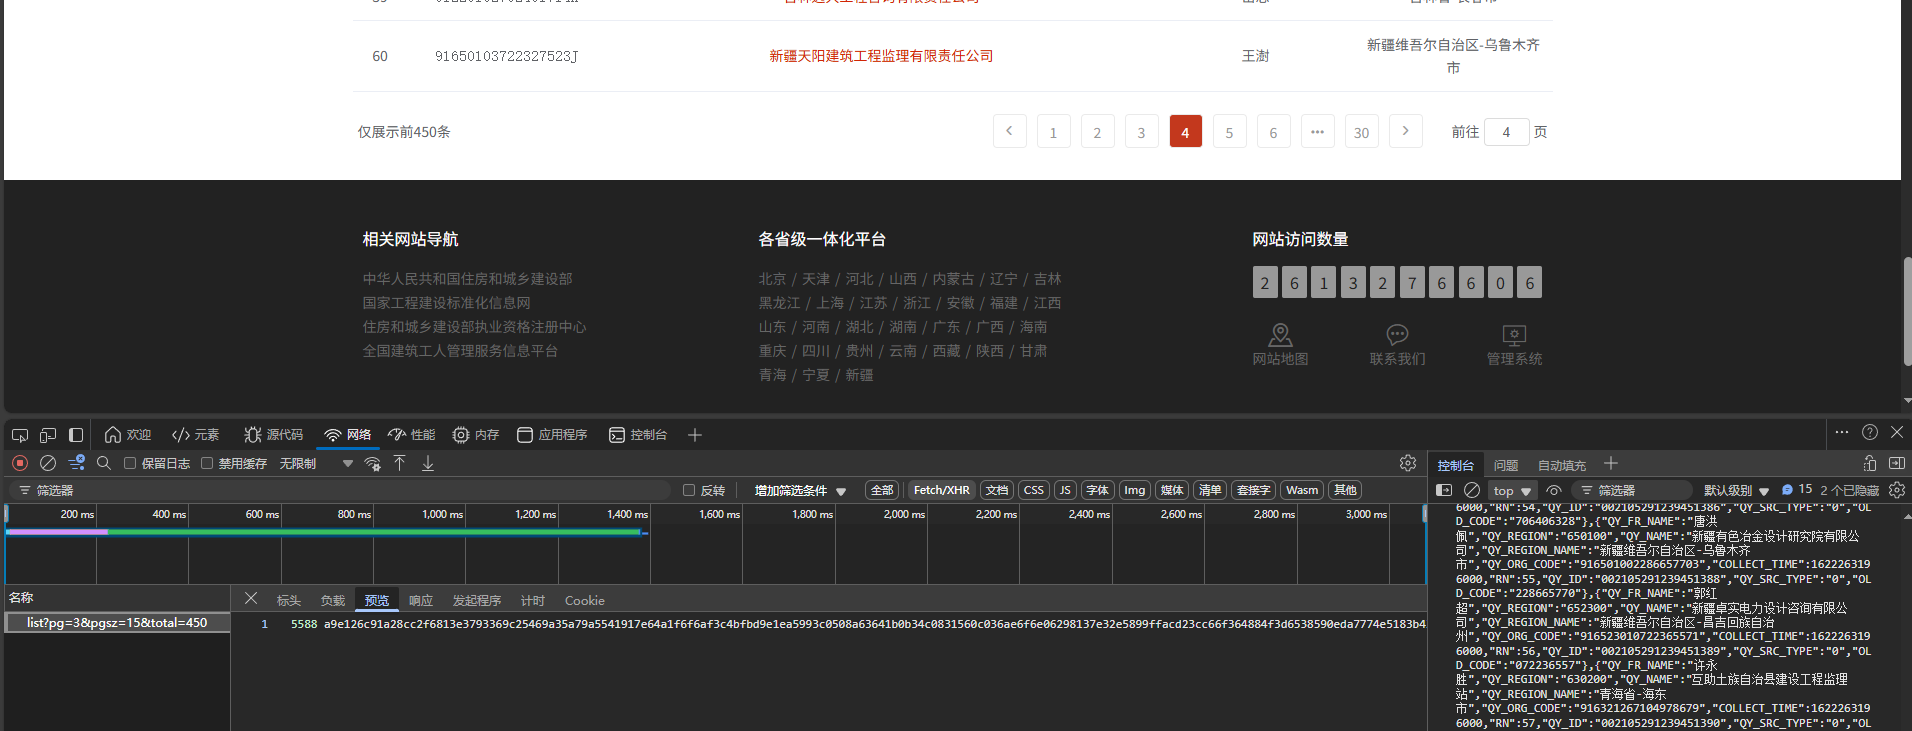 60 91650103722327523J 新疆天阳建筑工程监理有限责任公司 王澍 新疆维吾尔自治区-乌鲁木齐
市
仅展示前450条 1 2 3 4 5 6 ••• 30 前往 4 页
相关网站导航
中华人民共和国住房和城乡建设部
国家工程建设标准化信息网
住房和城乡建设部执业资格注册中心
全国建筑工人管理服务信息平台
各省级一体化平台
北京 / 天津 / 河北 / 山西 / 内蒙古 / 辽宁 / 吉林
黑龙江 / 上海 / 江苏 / 浙江 / 安徽 / 福建 / 江西
山东 / 河南 / 湖北 / 湖南 / 广东 / 广西 / 海南
重庆 / 四川 / 贵州 / 云南 / 西藏 / 陕西 / 甘肃
青海 / 宁夏 / 新疆
网站访问数量
2 6 1 3 2 7 6 6 0 6
网站地图 联系我们 管理系统
欢迎 元素 源代码 网络 性能 内存 应用程序 控制台
保留日志 禁用缓存 无限制
筛选器 反转 增加筛选条件 全部 Fetch/XHR 文档 CSS JS 字体 Img 媒体 清单 套接字 Wasm 其他
200 ms 400 ms 600 ms 800 ms 1,000 ms 1,200 ms 1,400 ms 1,600 ms 1,800 ms 2,000 ms 2,200 ms 2,400 ms 2,600 ms 2,800 ms 3,000 ms
名称
list?pg=3&pgsz=15&total=450
标头 负载 预览 响应 发起程序 计时 Cookie
1 5588 a9e126c91a28cc2f6813e3793369c25469a35a79a5541917e64a1f6f6af3c4bfbd9e1ea5993c0508a63641b0b34c0831560c036ae6f6e06298137e32e5899ffacd23cc66f364884f3d6538590eda7774e5183b4
控制台 问题 自动填充
top 筛选器 默认级别 15 2 个已隐藏
6000,"RN":54,"QY_ID":"002105291239451386","QY_SRC_TYPE":"0","OL
D_CODE":"706406328"},{"QY_FR_NAME":"唐洪
佩","QY_REGION":"650100","QY_NAME":"新疆有色冶金设计研究院有限公
司","QY_REGION_NAME":"新疆维吾尔自治区-乌鲁木齐
市","QY_ORG_CODE":"916501002286657703","COLLECT_TIME":162226319
6000,"RN":55,"QY_ID":"002105291239451388","QY_SRC_TYPE":"0","OL
D_CODE":"228665770"},{"QY_FR_NAME":"郭红
超","QY_REGION":"652300","QY_NAME":"新疆卓实电力设计咨询有限公
司","QY_REGION_NAME":"新疆维吾尔自治区-昌吉回族自治
州","QY_ORG_CODE":"916523010722365571","COLLECT_TIME":162226319
6000,"RN":56,"QY_ID":"002105291239451389","QY_SRC_TYPE":"0","OL
D_CODE":"072236557"},{"QY_FR_NAME":"许永
胜","QY_REGION":"630200","QY_NAME":"互助土族自治县建设工程监理
站","QY_REGION_NAME":"青海省-海东
市","QY_ORG_CODE":"916321267104978679","COLLECT_TIME":162226319
6000,"RN":57,"QY_ID":"002105291239451390","QY_SRC_TYPE":"0","OL